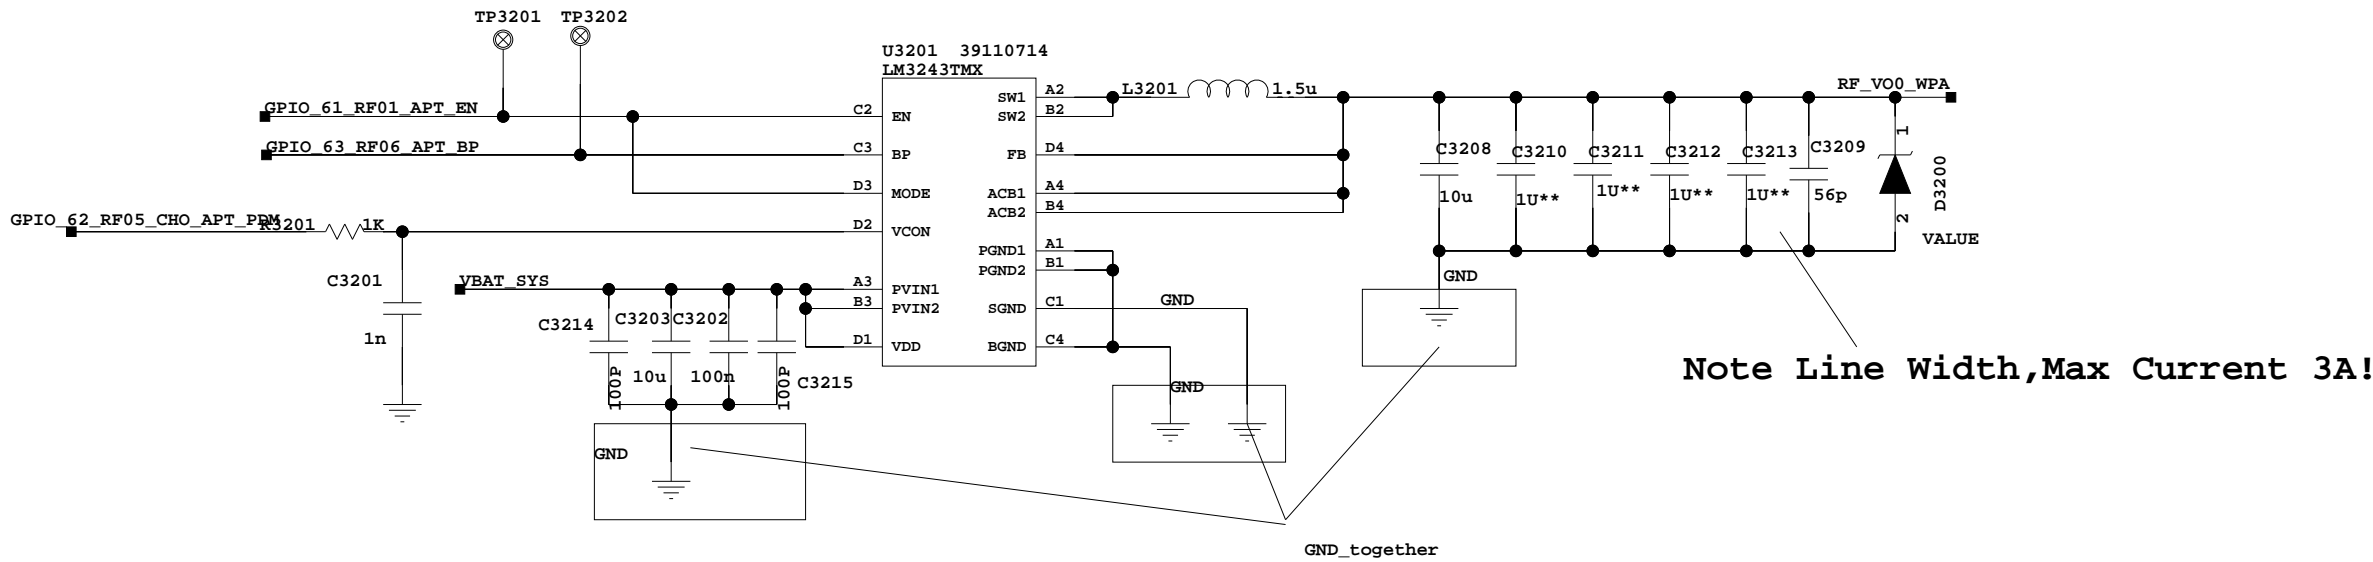 TP3201 TP3202
U3201 39110714
LM3243TMX
GPIO_61_RF01_APT_EN
GPIO_63_RF06_APT_BP
GPIO_62_RF05_CHO_APT_PDM
R3201 1K
C3201
1n
VBAT_SYS
C3214 C3203 C3202
100P 10u 100n 100P C3215
GND
C2 EN
C3 BP
D3 MODE
D2 VCON
A3 PVIN1
B3 PVIN2
D1 VDD
SW1 A2
SW2 B2
FB D4
ACB1 A4
ACB2 B4
PGND1 A1
PGND2 B1
SGND C1
BGND C4
L3201 1.5u
GND
GND
RF_VO0_WPA
C3208 C3210 C3211 C3212 C3213 C3209
10u 1U** 1U** 1U** 1U** 56p
1
2
D3200
VALUE
GND
Note Line Width,Max Current 3A!
GND_together